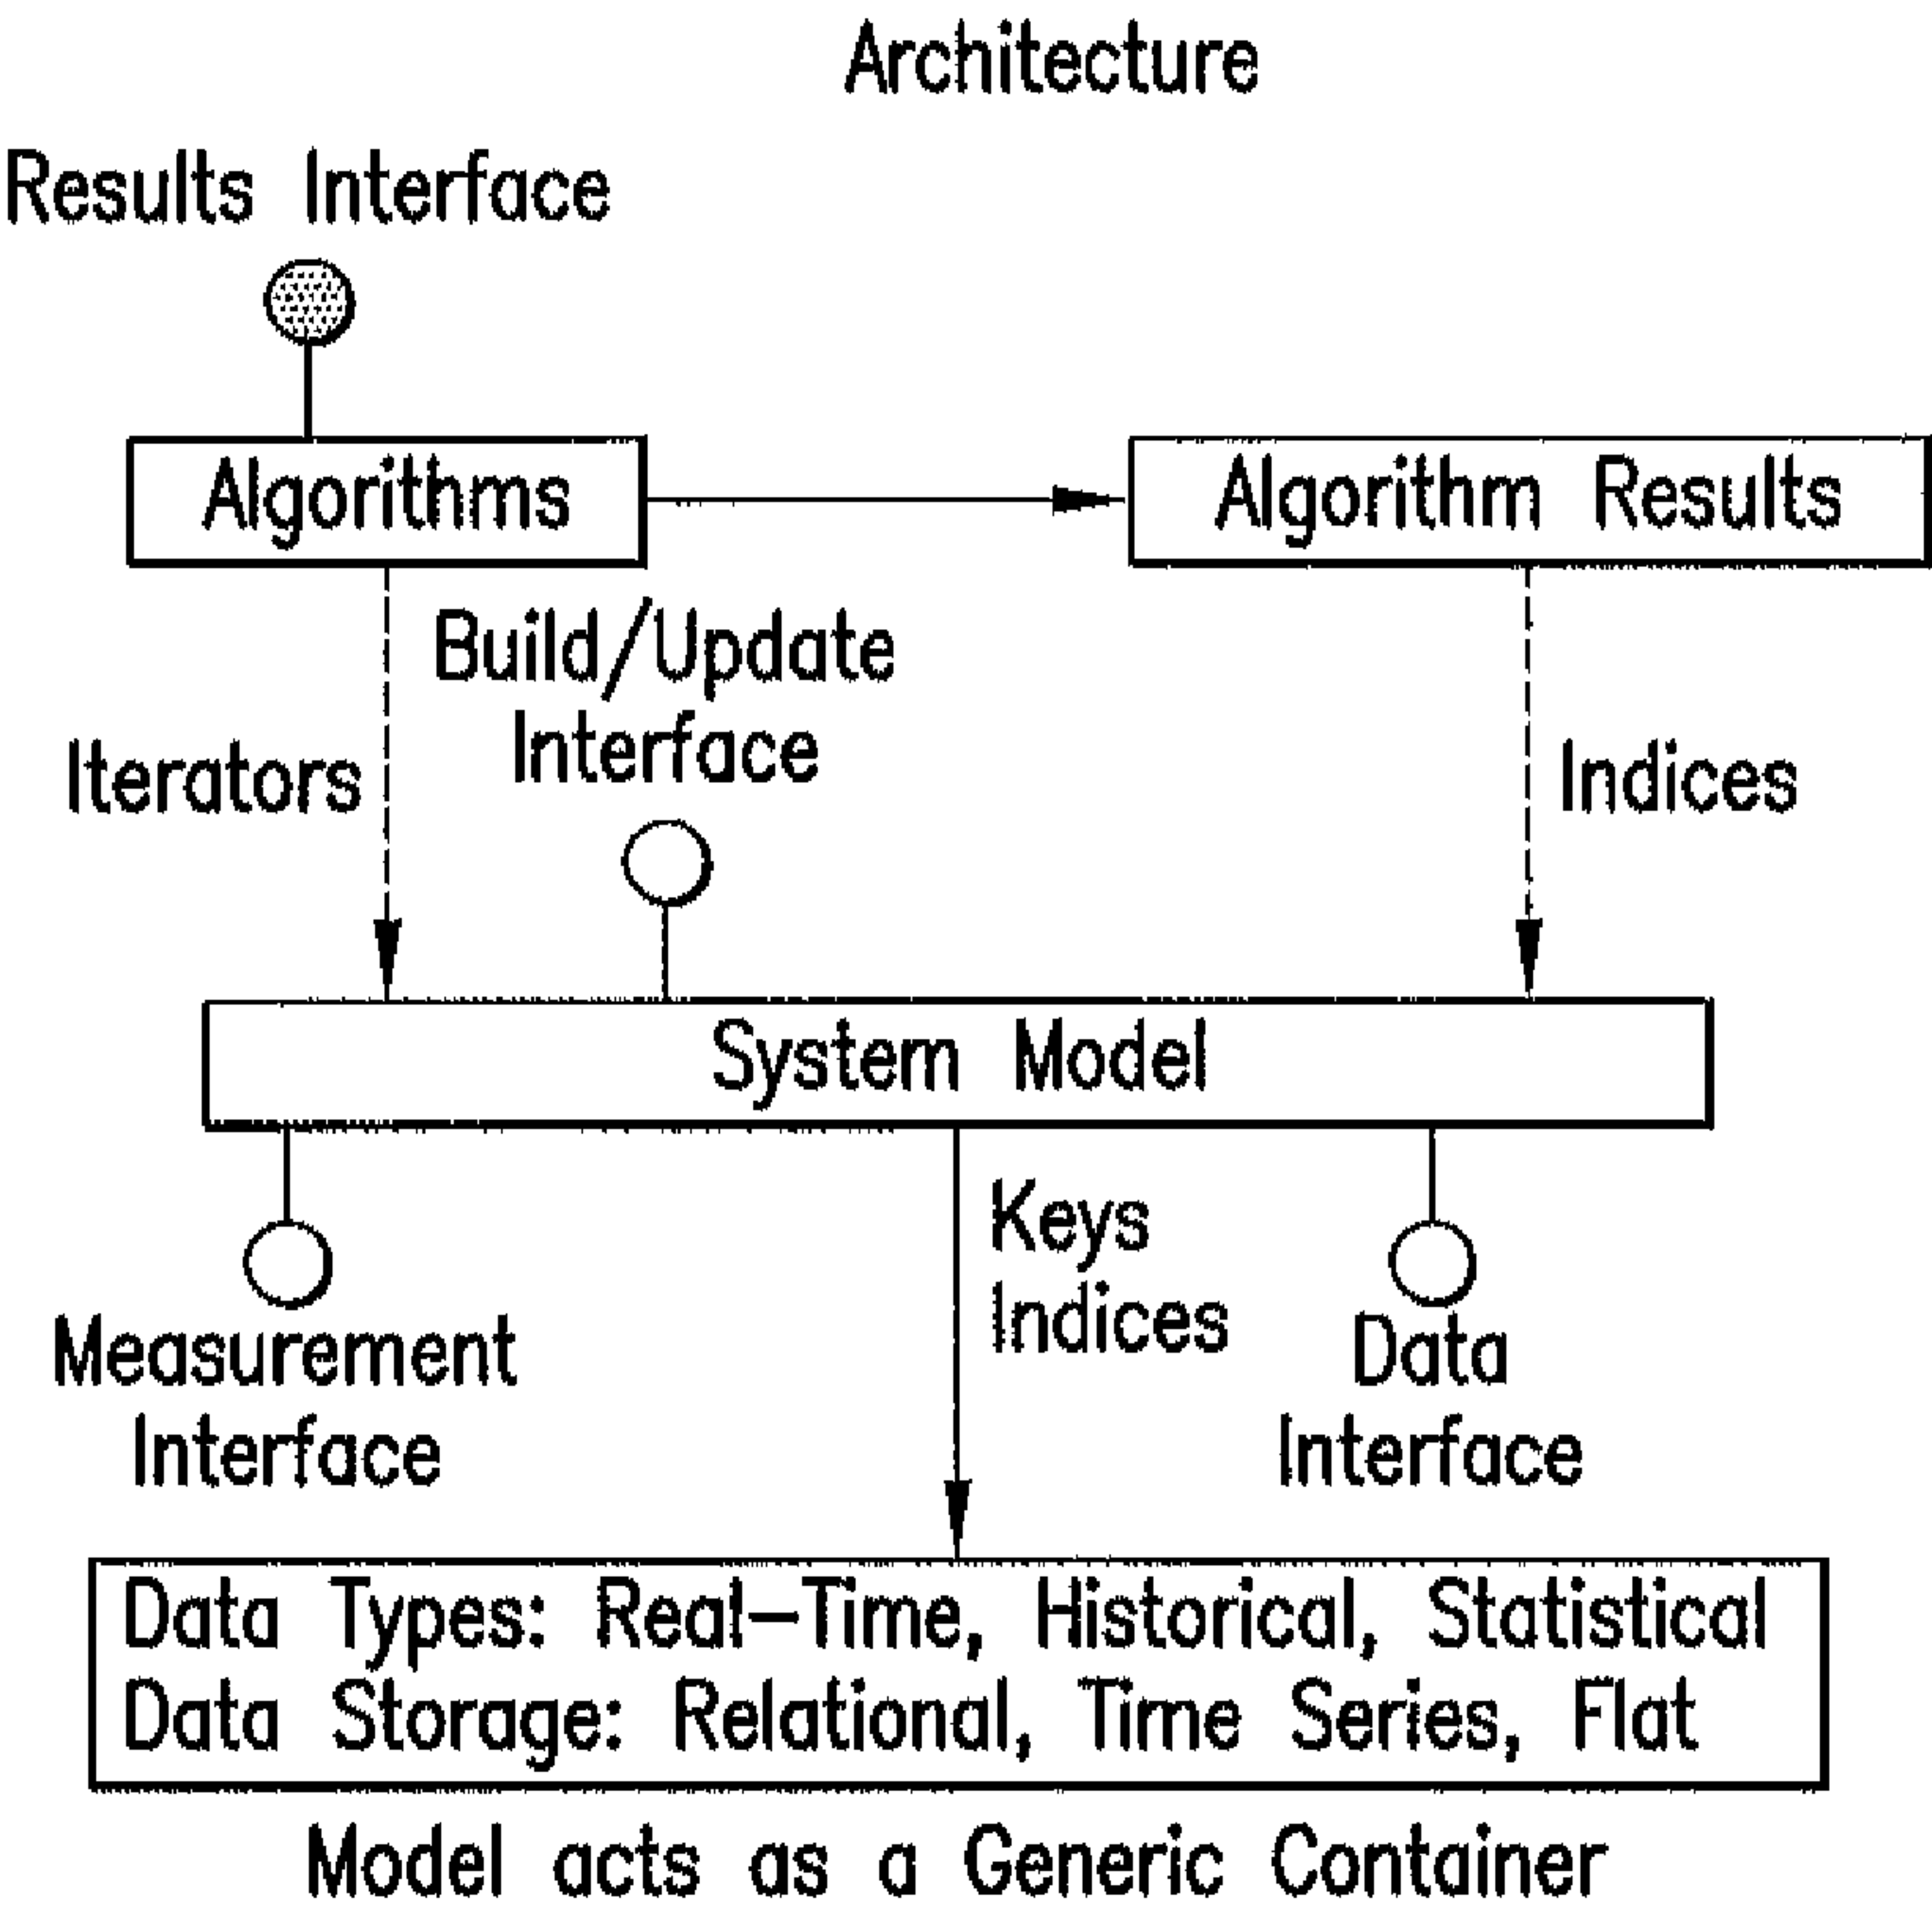 Architecture
Results Interface
Algorithms
Algorithm Results
Build/Update
Interface
Iterators
Indices
System Model
Keys
Indices
Measurement
Interface
Data
Interface
Data Types: Real-Time, Historical, Statistical
Data Storage: Relational, Time Series, Flat
Model acts as a Generic Container